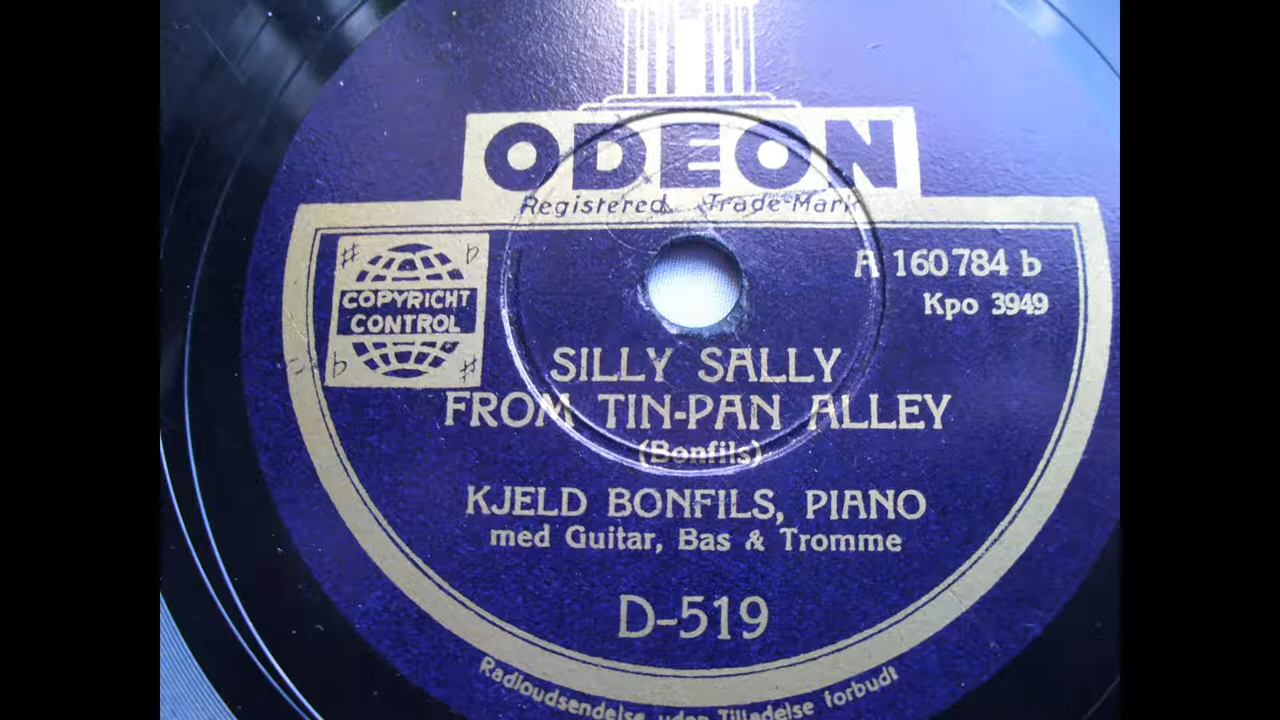 ODEON
Registered Trade-Mark
COPYRIGHT
CONTROL
A 160784 b
Kpo 3949
SILLY SALLY
FROM TIN-PAN ALLEY
(Bonfils)
KJELD BONFILS, PIANO
med Guitar, Bas & Tromme
D-519
Radioudsendelse uden Tilladelse forbudt